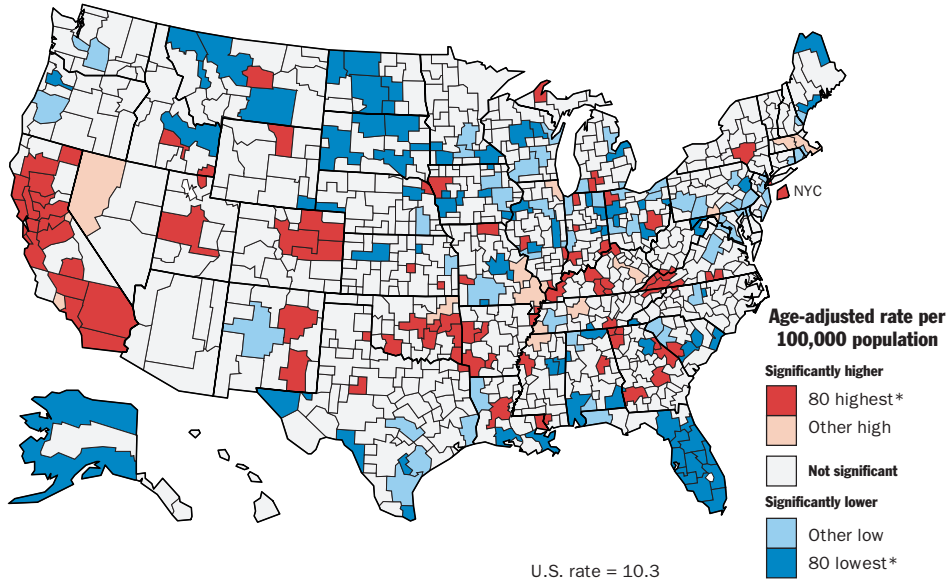 NYC
Age-adjusted rate per
100,000 population
Significantly higher
80 highest*
Other high
Not significant
Significantly lower
Other low
80 lowest*
U.S. rate = 10.3